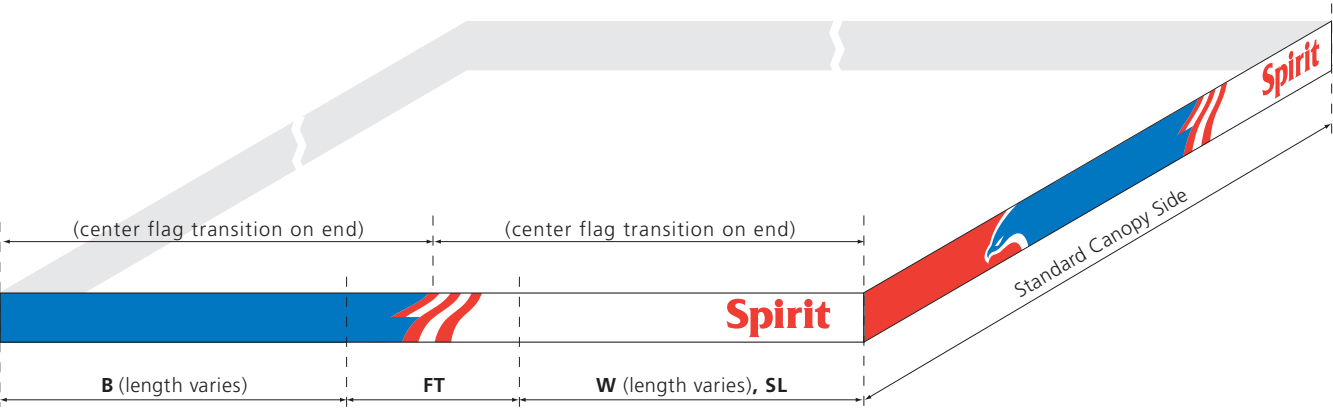 Spirit
(center flag transition on end)
(center flag transition on end)
Standard Canopy Side
Spirit
B (length varies)
FT
W (length varies), SL